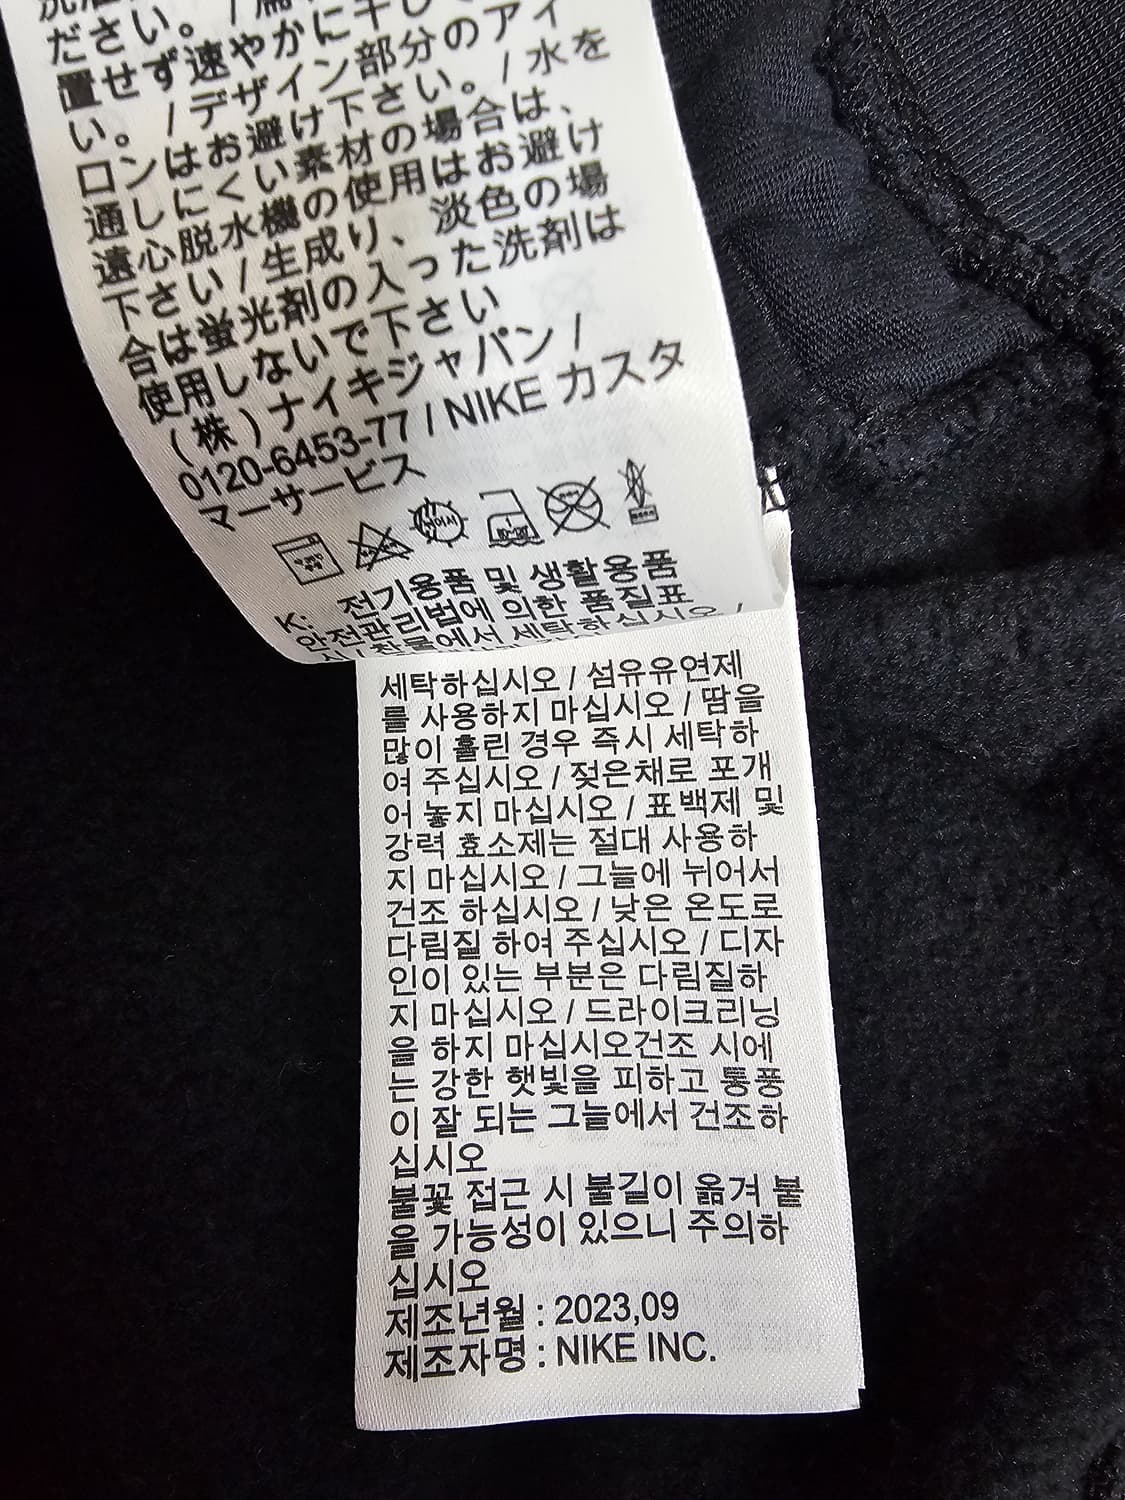 ださい。/
置せず速やかに干し
い。/デザイン部分のアイ
ロンはお避け下さい。/水を
通しにくい素材の場合は、
遠心脱水機の使用はお避け
下さい/生成り、淡色の場
合は蛍光剤の入った洗剤は
使用しないで下さい
(株)ナイキジャパン/
0120-6453-77/NIKE カスタ
マーサービス
K: 전기용품 및 생활용품
안전관리법에 의한 품질표
시/찬물에서 세탁하십시오/
세탁하십시오/섬유유연제
를 사용하지 마십시오/땀을
많이 흘린 경우 즉시 세탁하
여 주십시오/젖은채로 포개
어 놓지 마십시오/표백제 및
강력 효소제는 절대 사용하
지 마십시오/그늘에 뉘어서
건조 하십시오/낮은 온도로
다림질 하여 주십시오/디자
인이 있는 부분은 다림질하
지 마십시오/드라이크리닝
을 하지 마십시오건조 시에
는 강한 햇빛을 피하고 통풍
이 잘 되는 그늘에서 건조하
십시오
불꽃 접근 시 불길이 옮겨 붙
을 가능성이 있으니 주의하
십시오
제조년월 : 2023,09
제조자명 : NIKE INC.